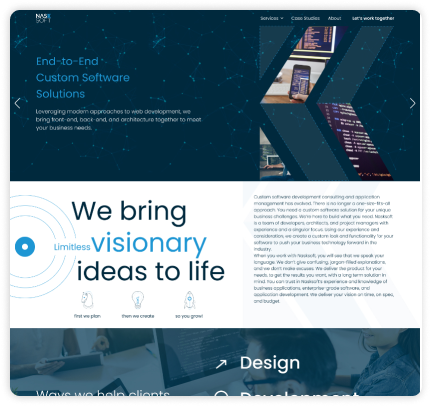 NAS
SOFT
Services
Case Studies
About
Let's work together
End-to-End
Custom Software
Solutions
Leveraging modern approaches to web development, we
bring front-end, back-end, and architecture together to meet
your business needs.
We bring
Limitless visionary
ideas to life
first we plan
then we create
so you grow!
Custom software development consulting and application
management has evolved. There is no longer a one-size-fits-all
approach. You need a custom software solution for your unique
business challenges. We're here to build what you need. Nasksoft
is a team of developers, architects, and project managers with
experience and a singular focus. Using our experience and
consideration, we create a custom look and functionality for your
software to push your business technology forward in the
industry.
When you work with Nasksoft, you will see that we speak your
language. We don't give confusing, jargon-filled explanations
and we don't make excuses. We deliver the product for your
needs, to get the results you want, with a long term solution in
mind. You can trust in Nasksoft's experience and knowledge of
business applications, enterprise-grade software, and
application development. We deliver your vision on time, on spec,
and budget.
Design
Ways we help clients
Development